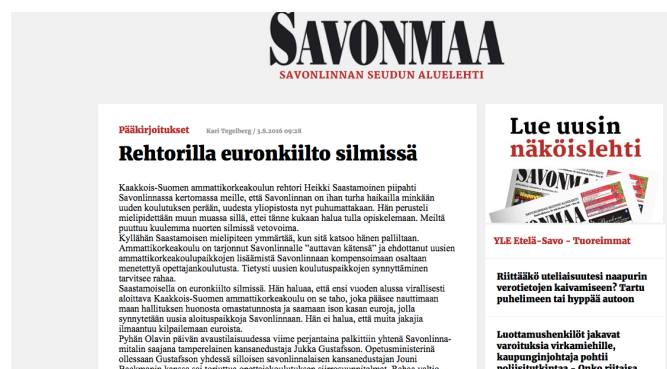 SAVONMAA
SAVONLINNAN SEUDUN ALUELEHTI
Pääkirjoitukset Kari Tegelberg / 3.8.2016 09:28
Rehtorilla euronkiilto silmissä
Kaakkois-Suomen ammattikorkeakoulun rehtori Heikki Saastamoinen piipahti
Savonlinnassa kertomassa meille, että Savonlinnan on ihan turha haikailla minkään
uuden koulutuksen perään, uudesta yliopistosta nyt puhumattakaan. Hän perusteli
mielipidettään muun muassa sillä, ettei tänne kukaan halua tulla opiskelemaan. Meiltä
puuttuu kuulemma nuorten silmissä vetovoima.
Kyllähän Saastamoisen mielipiteen ymmärtää, kun sitä katsoo hänen palliltaan.
Ammattikorkeakoulu on tarjonnut Savonlinnalle "auttavan kätensä" ja ehdottanut uusien
ammattikorkeakoulupaikkojen lisäämistä Savonlinnaan kompensoimaan osaltaan
menetettyä opettajankoulutusta. Tietysti uusien koulutuspaikkojen synnyttäminen
tarvitsee rahaa.
Saastamoisella on euronkiilto silmissä. Hän haluaa, että ensi vuoden alussa virallisesti
aloittava Kaakkois-Suomen ammattikorkeakoulu on se taho, joka pääsee nauttimaan
maan hallituksen huonosta omastatunnosta ja saamaan ison kasan euroja, jolla
synnytetään uusia aloituspaikkoja Savonlinnaan. Hän ei halua, että muita jakajia
ilmaantuu kilpailemaan euroista.
Pyhän Olavin päivän avaustilaisuudessa viime perjantaina palkittiin yhtenä Savonlinna-
mitalin saajana tamperelainen kansanedustaja Jukka Gustafsson. Opetusministerinä
ollessaan Gustafsson yhdessä silloisen savonlinnalaisen kansanedustajan Jouni
Lue uusin
näköislehti
SAVONMAA
YLE Etelä-Savo - Tuoreimmat
Riittääkö uteliaisuutesi naapurin
verotietojen kaivamiseen? Tartu
puhelimeen tai hyppää autoon
Luottamushenkilöt jakavat
varoituksia virkamiehille,
kaupunginjohtaja pohtii
poliisitutkintaa - Onko riitaisa